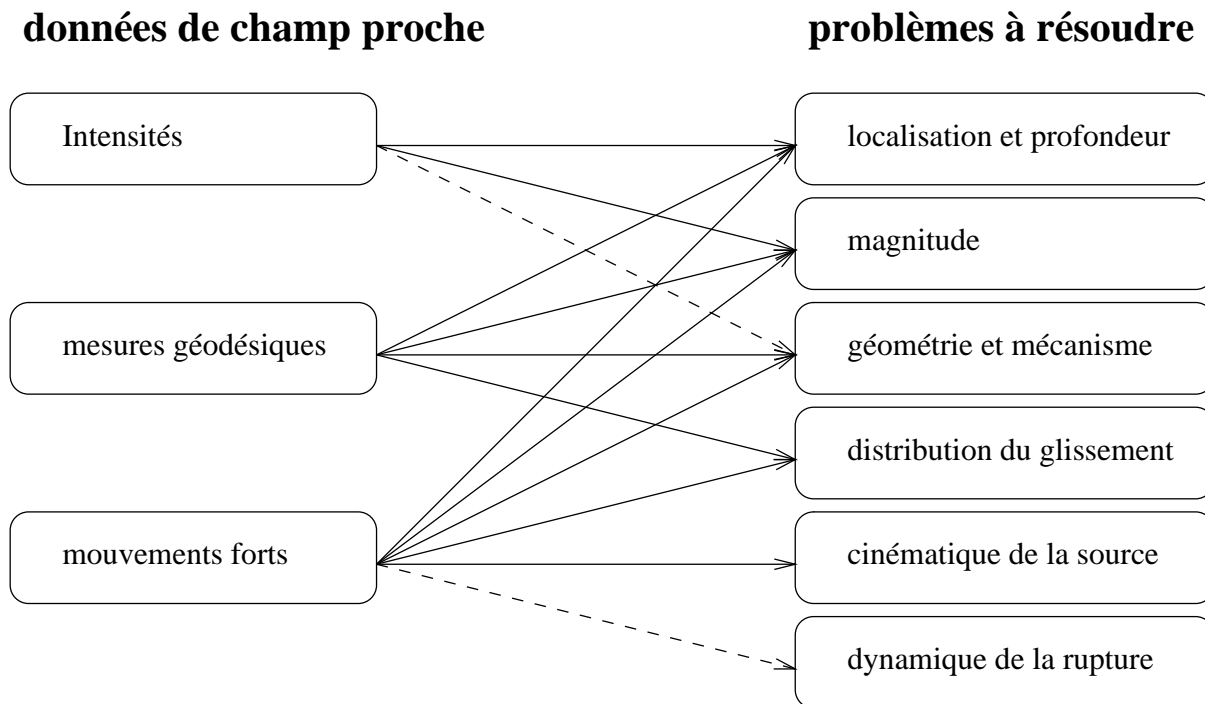 données de champ proche
problèmes à résoudre
Intensités
mesures géodésiques
mouvements forts
localisation et profondeur
magnitude
géométrie et mécanisme
distribution du glissement
cinématique de la source
dynamique de la rupture